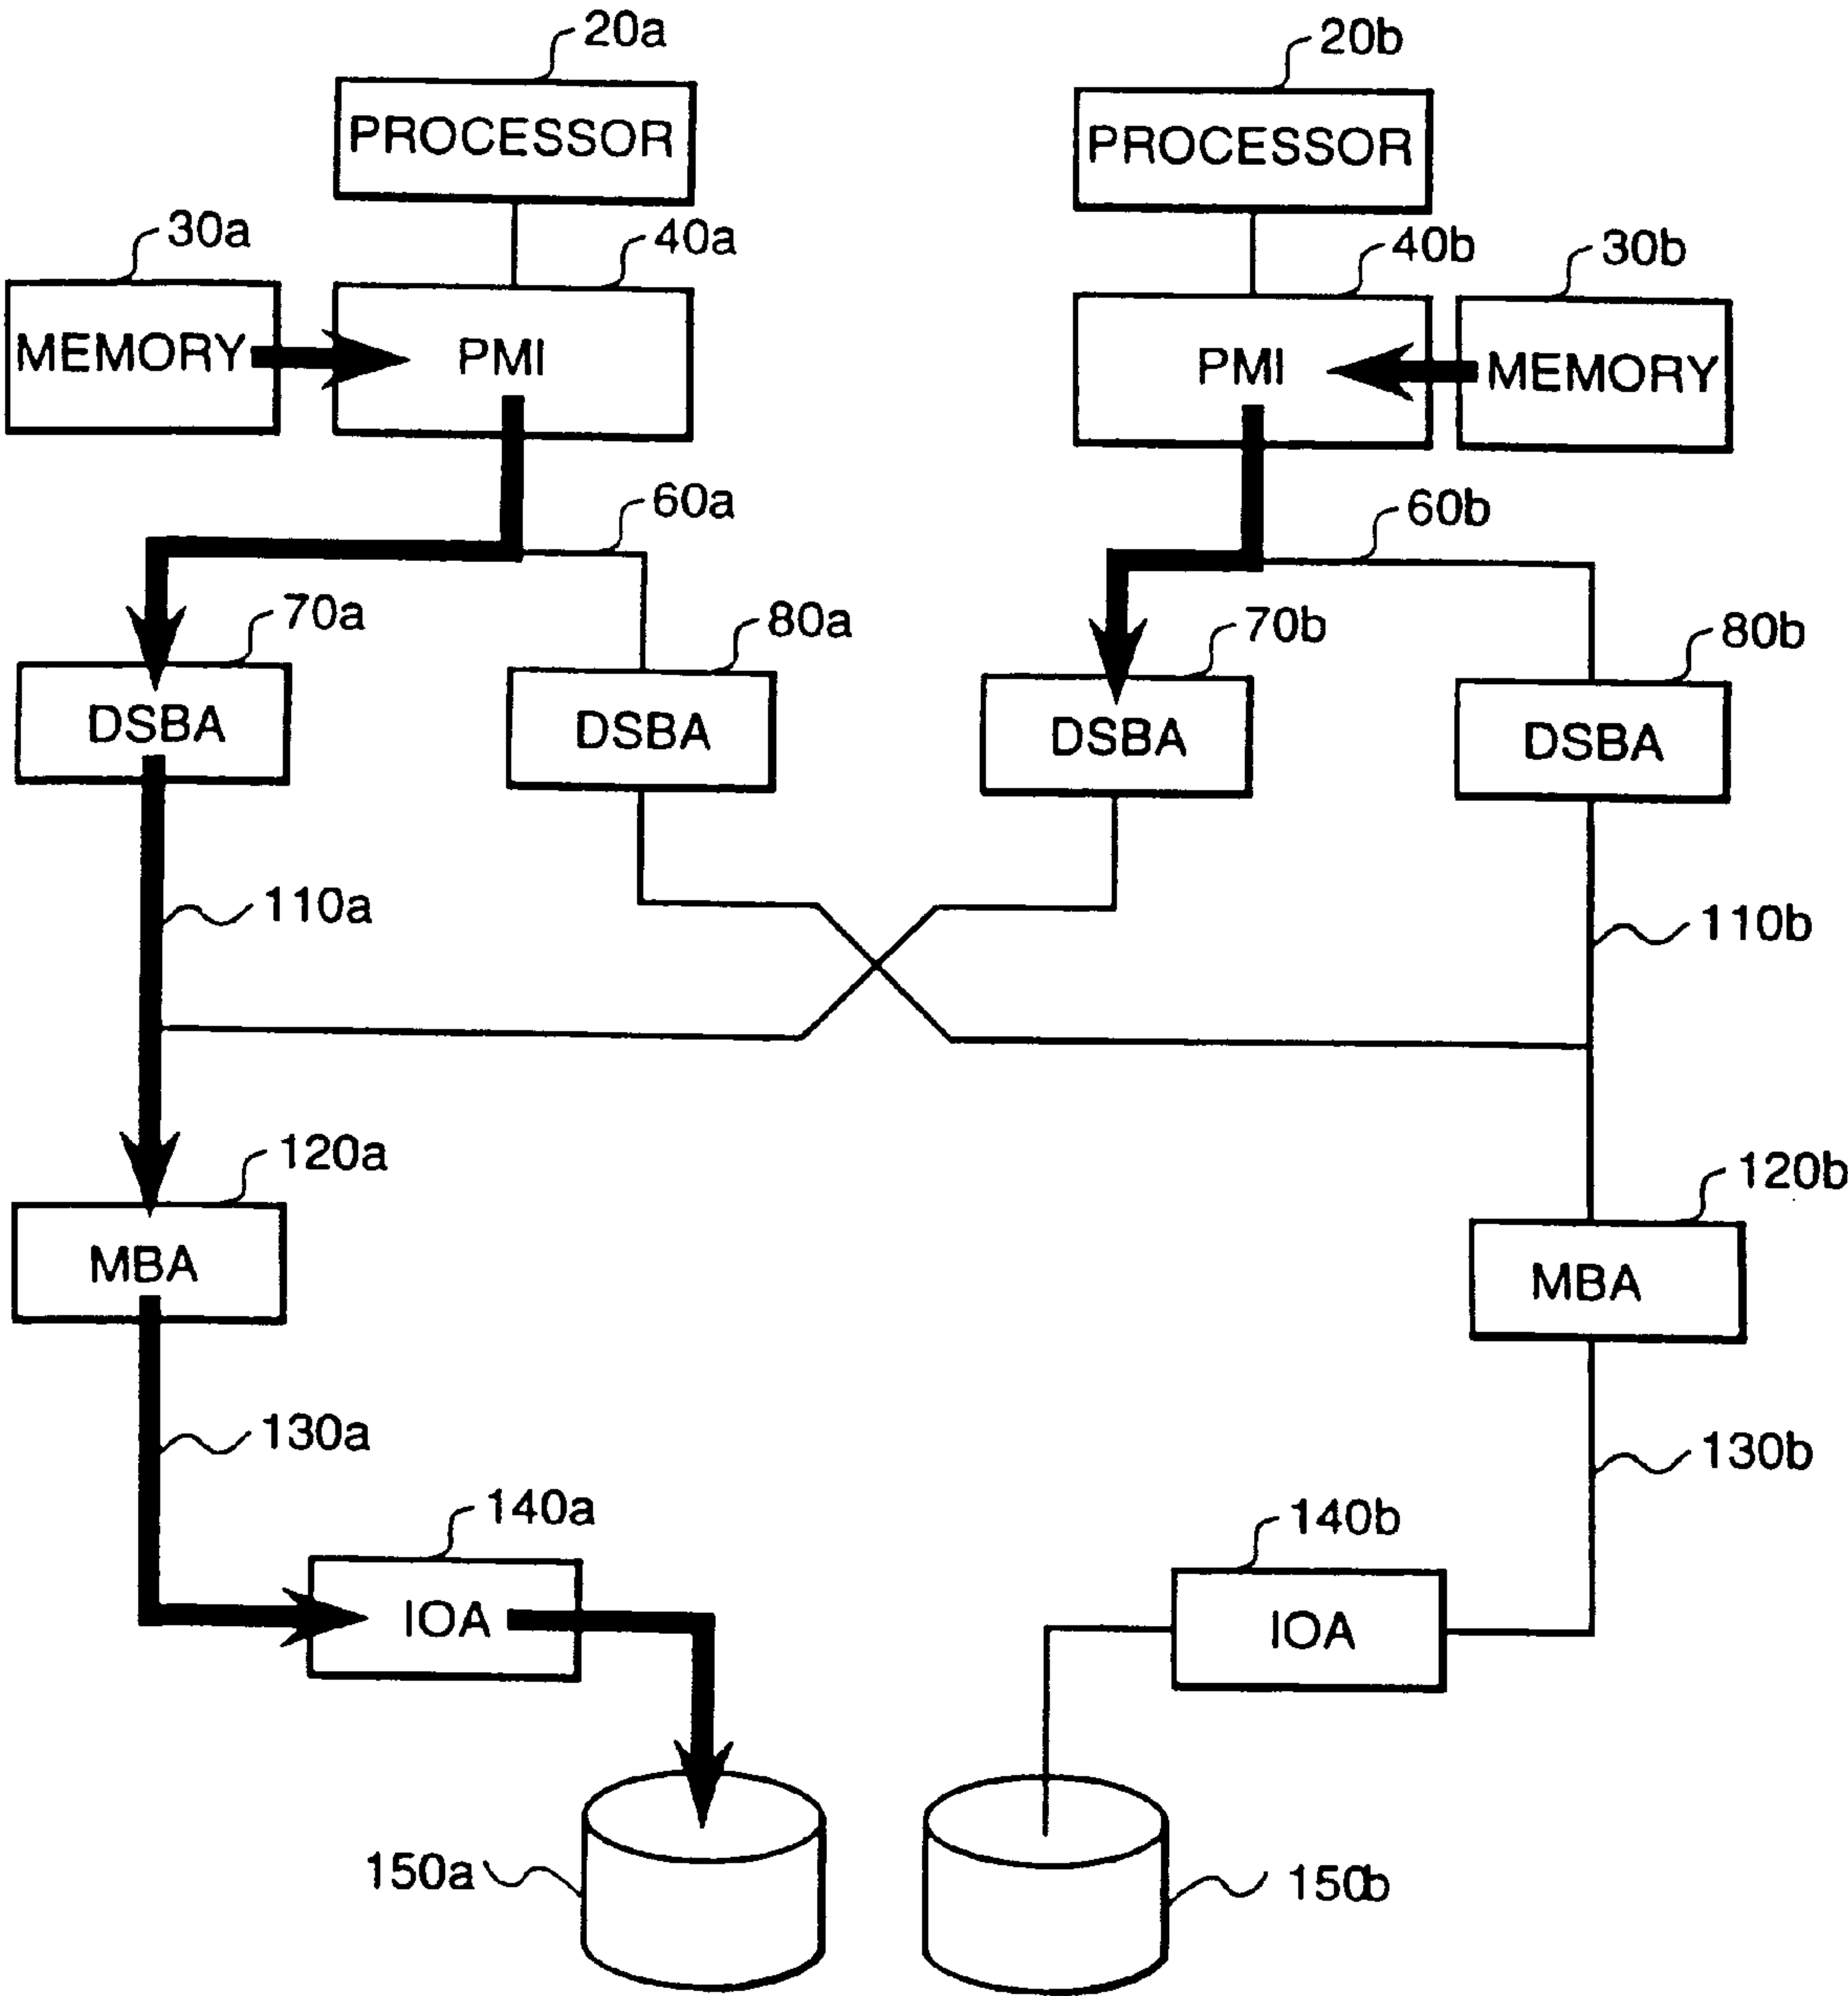 20a
20b
PROCESSOR
PROCESSOR
30a
40a
40b
30b
MEMORY
PMI
PMI
MEMORY
60a
60b
70a
80a
70b
80b
DSBA
DSBA
DSBA
DSBA
110a
110b
120a
120b
MBA
MBA
130a
130b
140a
140b
IOA
IOA
150a
150b